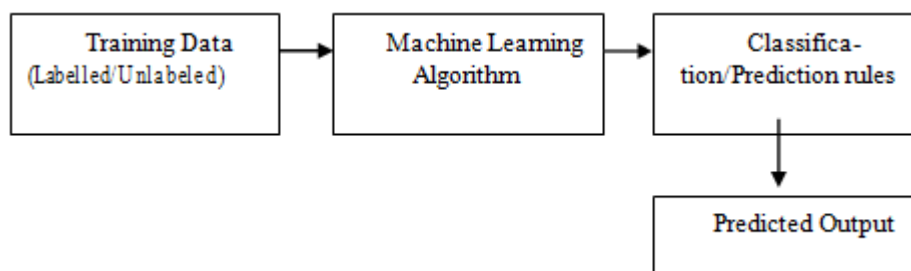 Training Data
(Labelled/Unlabeled)
Machine Learning
Algorithm
Classifica-
tion/Prediction rules
Predicted Output